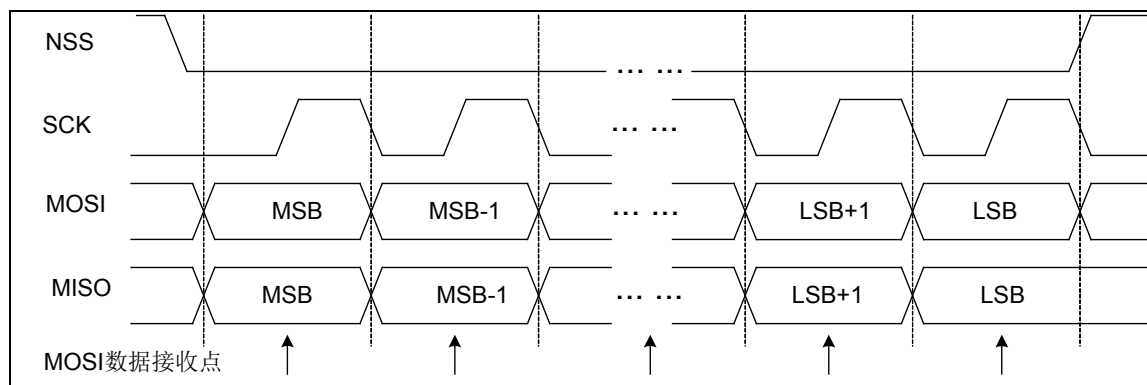 NSS
... ...
SCK
... ...
MOSI
MSB
MSB-1
... ...
LSB+1
LSB
MISO
MSB
MSB-1
... ...
LSB+1
LSB
MOSI数据接收点